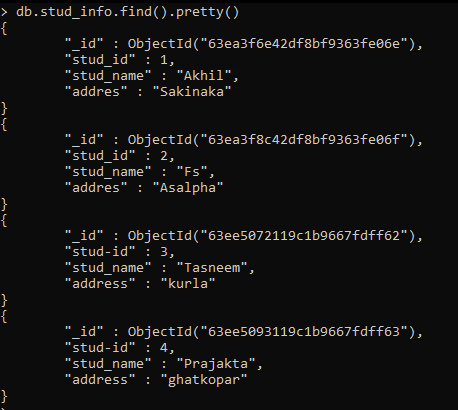 > db.stud_info.find().pretty()
{
"_id" : ObjectId("63ea3f6e42df8bf9363fe06e"),
"stud_id" : 1,
"stud_name" : "Akhil",
"addres" : "Sakinaka"
}
{
"_id" : ObjectId("63ea3f8c42df8bf9363fe06f"),
"stud_id" : 2,
"stud_name" : "Fs",
"addres" : "Asalpha"
}
{
"_id" : ObjectId("63ee5072119c1b9667fdff62"),
"stud-id" : 3,
"stud_name" : "Tasneem",
"address" : "kurla"
}
{
"_id" : ObjectId("63ee5093119c1b9667fdff63"),
"stud-id" : 4,
"stud_name" : "Prajakta",
"address" : "ghatkopar"
}